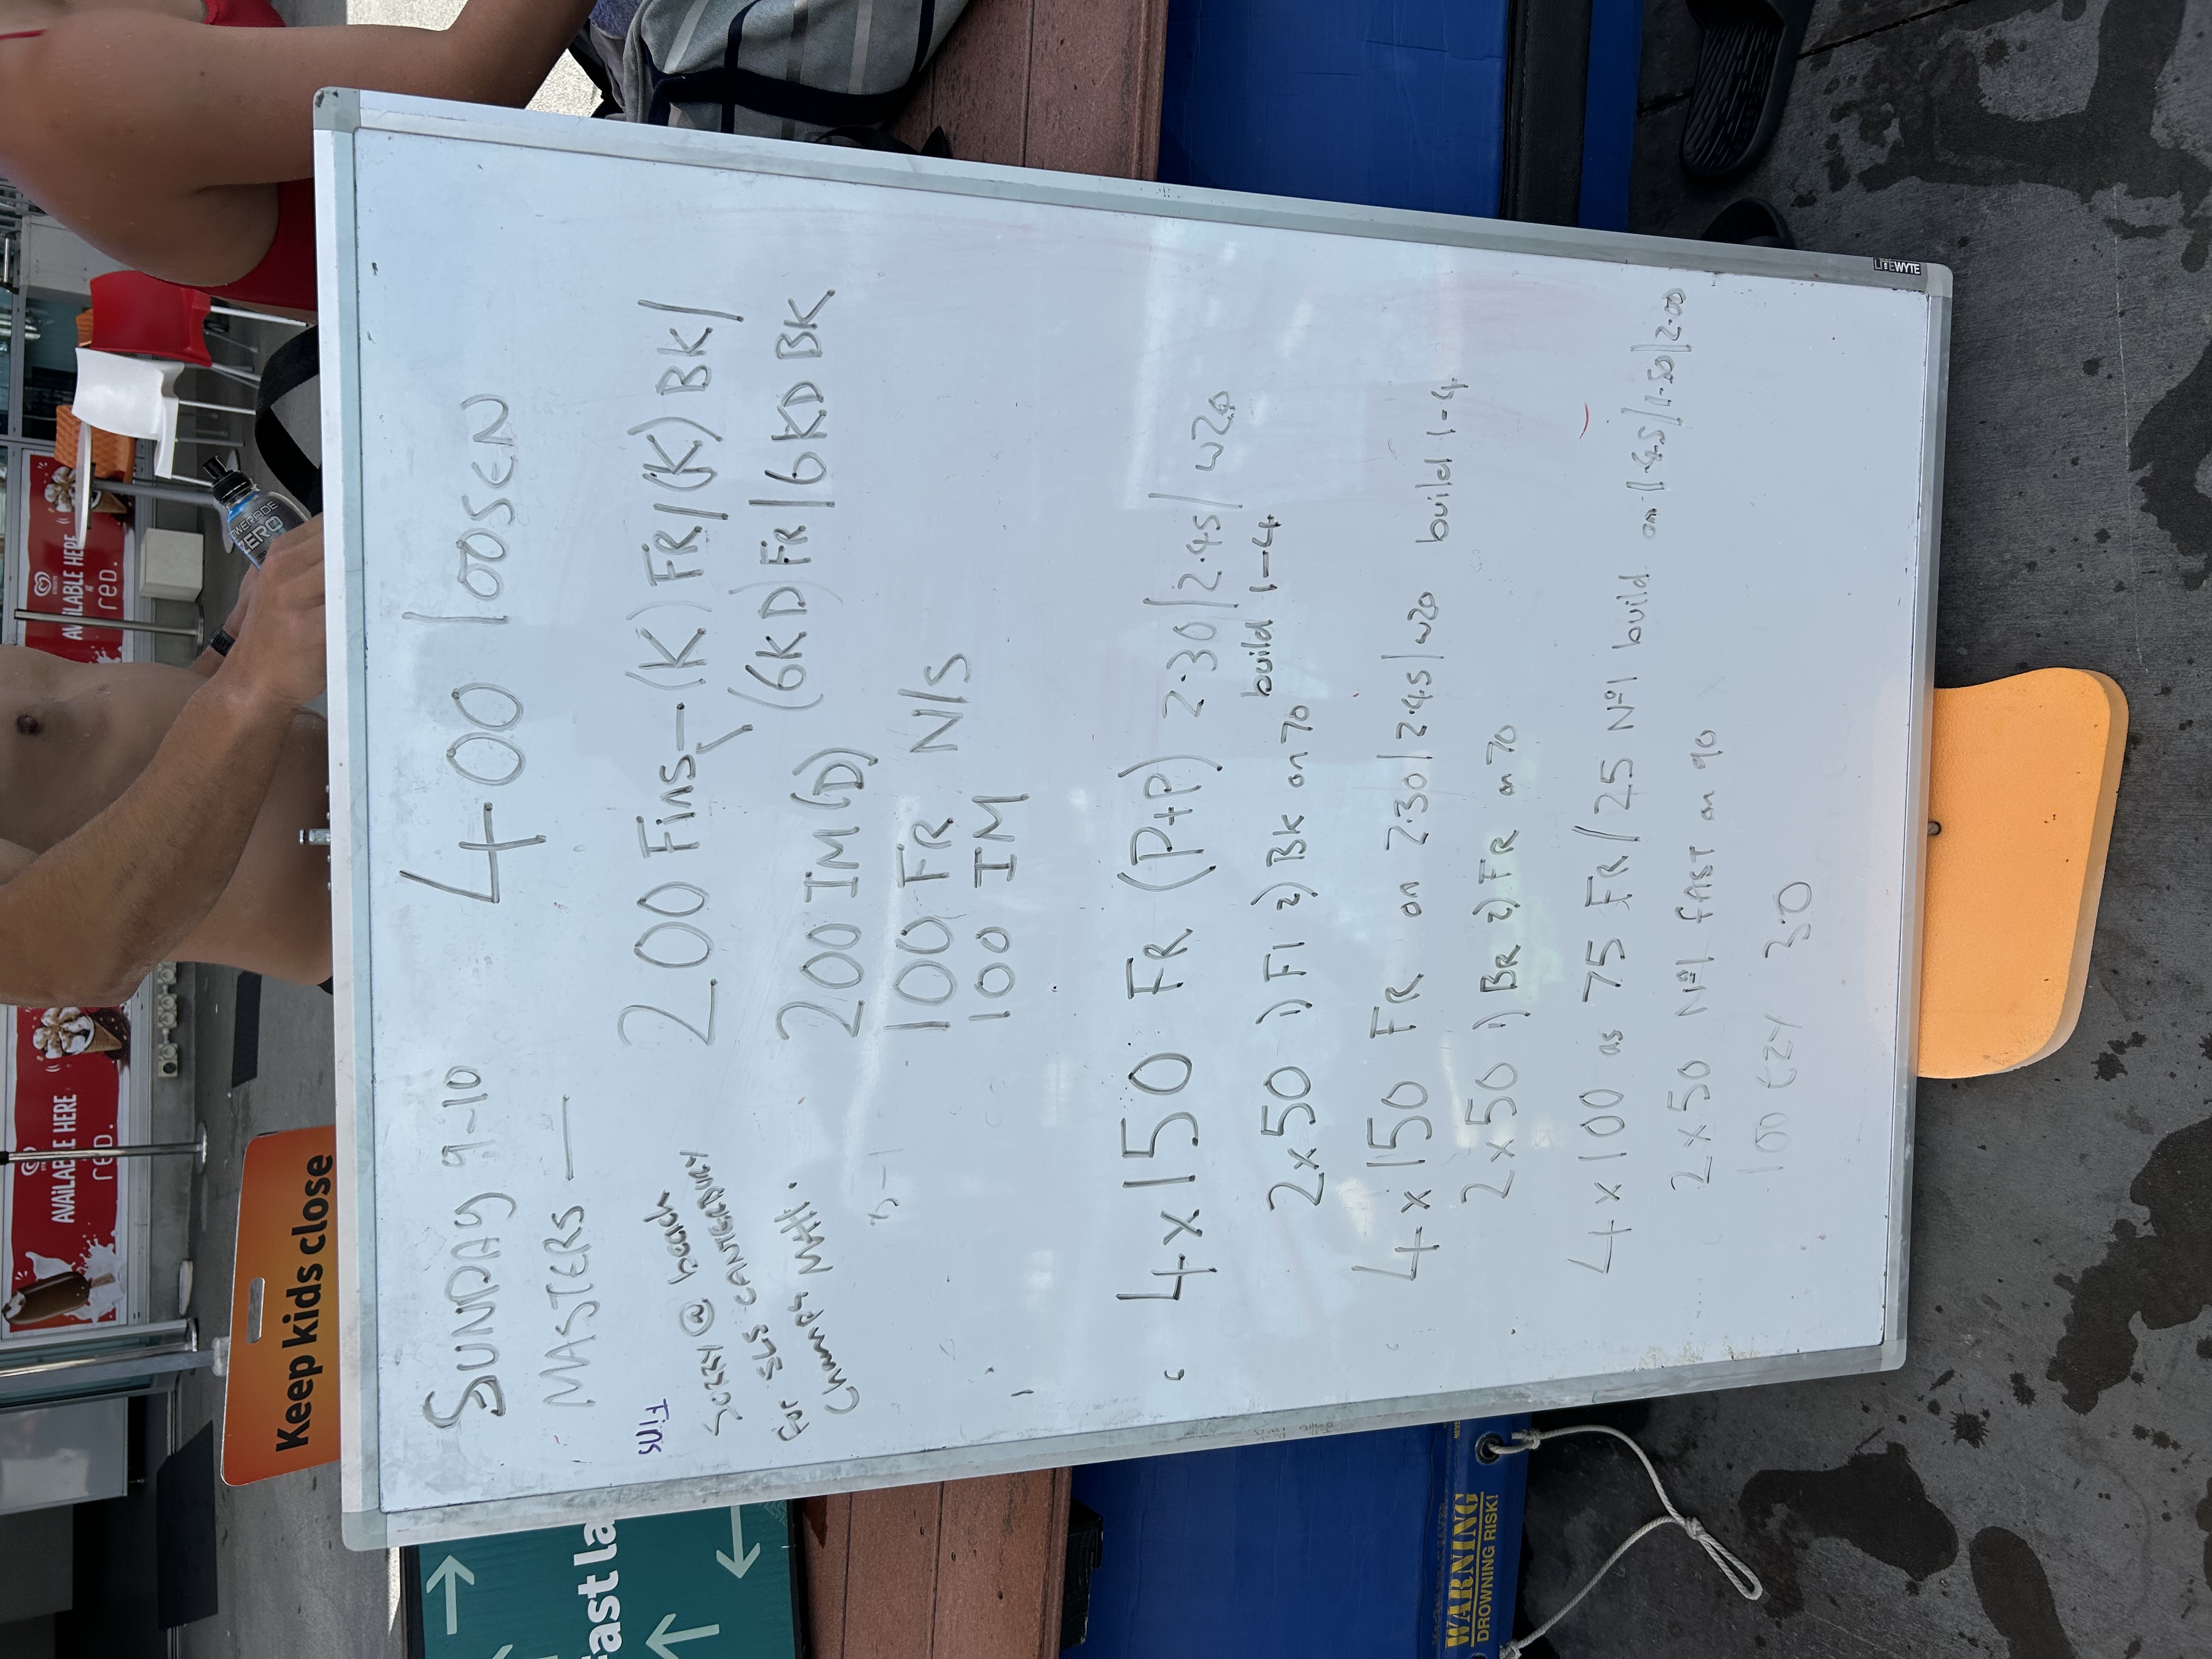 AVAILABLE HERE
red.
AVAILABLE HERE
AT
red.
POWERADE
ZERO
Keep kids close
Fast la
SUNDAY 9-10
MASTERS —
400 loosen
Fins
Sorry @ beach
for SLS CANTERBURY
Champs Matt.
200 Fins — (K) FR/(K) BK/
(6KD) FR/6KD BK
200 IM (D)
100 FR N/S
100 IM
4x150 FR (P+P) 2.30/2.45/ w20
build 1-4
2x50 1) Fl 2) BK on 70
4x150 FR on 2.30/2.45/w20 build 1-4
2x50 1) BR 2) FR on 70
4x100 as 75 FR/25 Nº1 build on 1.45/1.50/2.00
2x50 Nº1 FAST on 90
100 EZY 3.0
WARNING
DROWNING RISK!
LITEWYTE